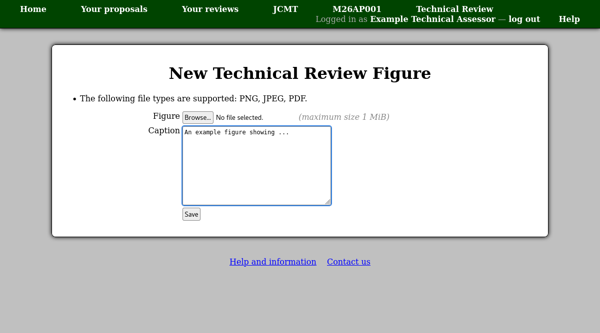 Home Your proposals Your reviews JCMT M26AP001 Technical Review
Logged in as Example Technical Assessor — log out Help
New Technical Review Figure
• The following file types are supported: PNG, JPEG, PDF.
Figure Browse... No file selected. (maximum size 1 MiB)
Caption An example figure showing ...
Save
Help and information Contact us